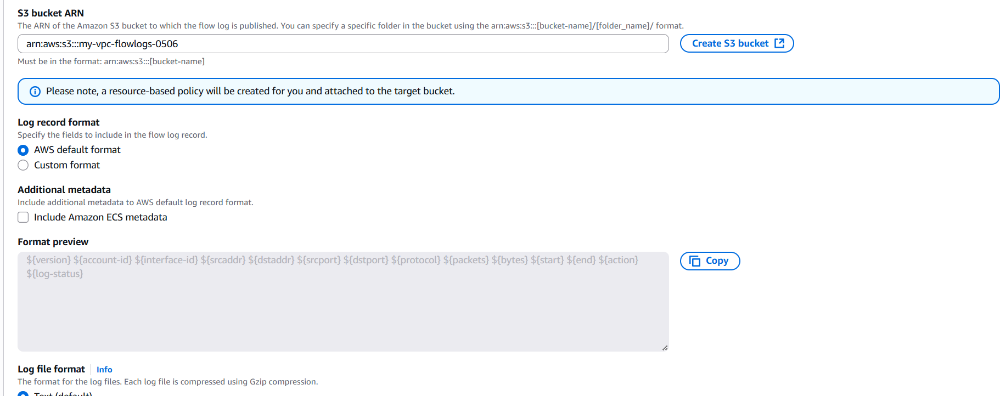 S3 bucket ARN
The ARN of the Amazon S3 bucket to which the flow log is published. You can specify a specific folder in the bucket using the arn:aws:s3:::[bucket-name]/[folder_name]/ format.
arn:aws:s3:::my-vpc-flowlogs-0506
Create S3 bucket
Must be in the format: arn:aws:s3:::[bucket-name]
Please note, a resource-based policy will be created for you and attached to the target bucket.
Log record format
Specify the fields to include in the flow log record.
AWS default format
Custom format
Additional metadata
Include additional metadata to AWS default log record format.
Include Amazon ECS metadata
Format preview
${version} ${account-id} ${interface-id} ${srcaddr} ${dstaddr} ${srcport} ${dstport} ${protocol} ${packets} ${bytes} ${start} ${end} ${action}
${log-status}
Copy
Log file format Info
The format for the log files. Each log file is compressed using Gzip compression.
Text (default)